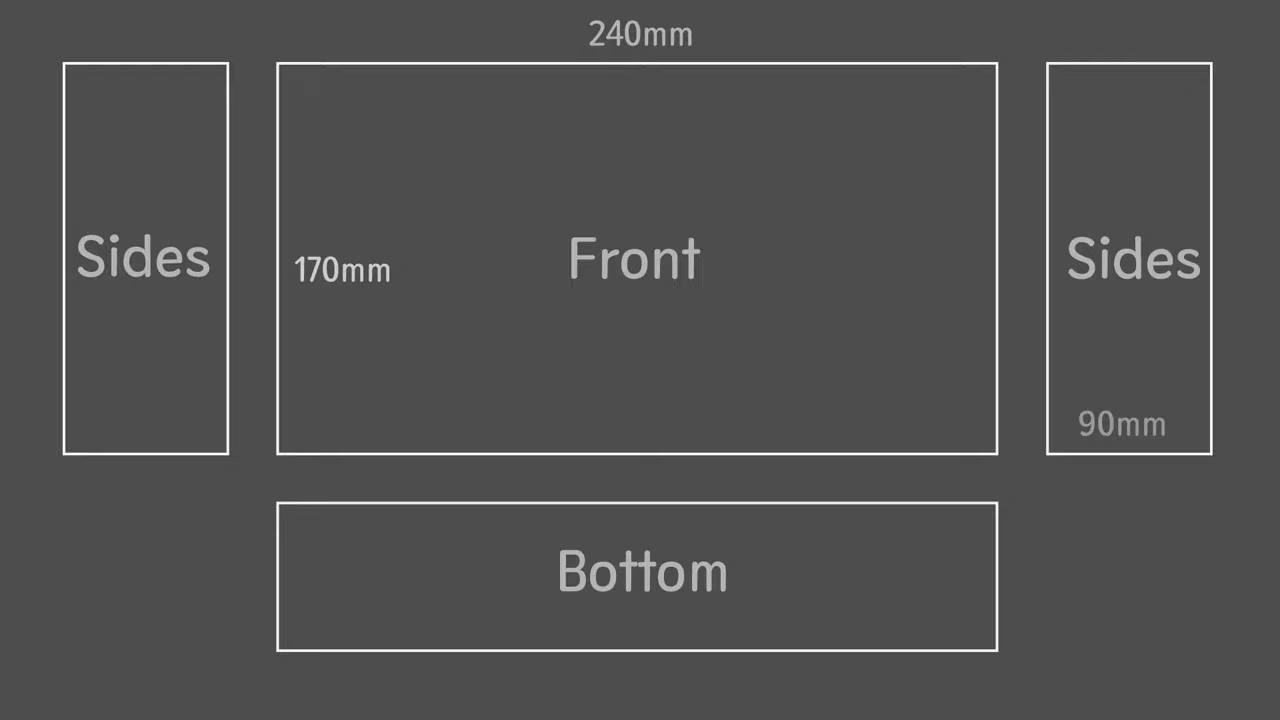 240mm
Sides
170mm
Front
Sides
90mm
Bottom